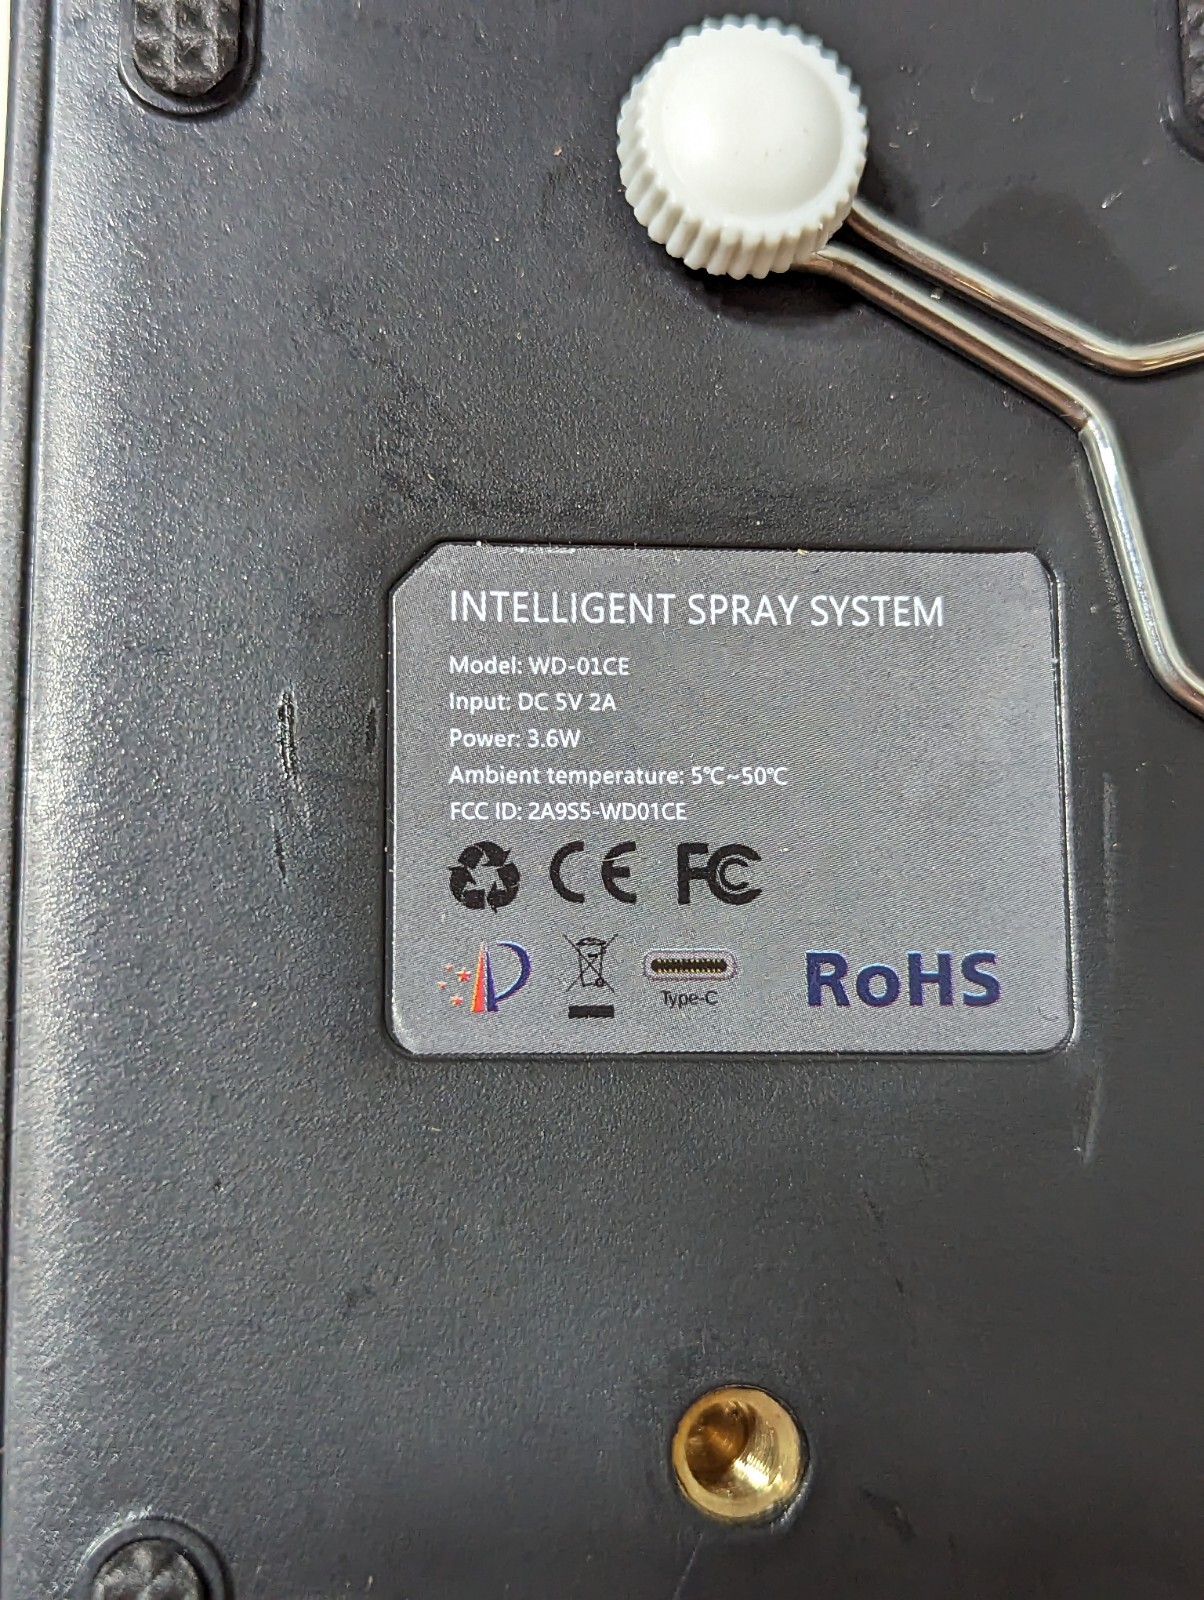 INTELLIGENT SPRAY SYSTEM
Model: WD-01CE
Input: DC 5V 2A
Power: 3.6W
Ambient temperature: 5℃~50℃
FCC ID: 2A9S5-WD01CE
CE FC
Type-C
RoHS